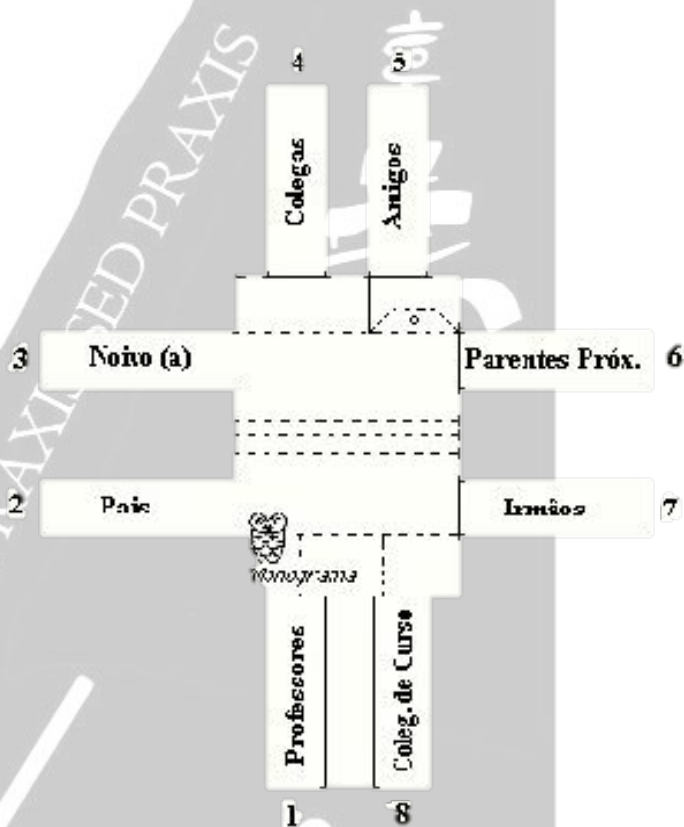 4
5
Colegas
Amigos
3
Noivo (a)
Parentes Próx.
6
2
Pais
Irmãos
7
Monograma
Professores
Coleg. de Curso
1
8